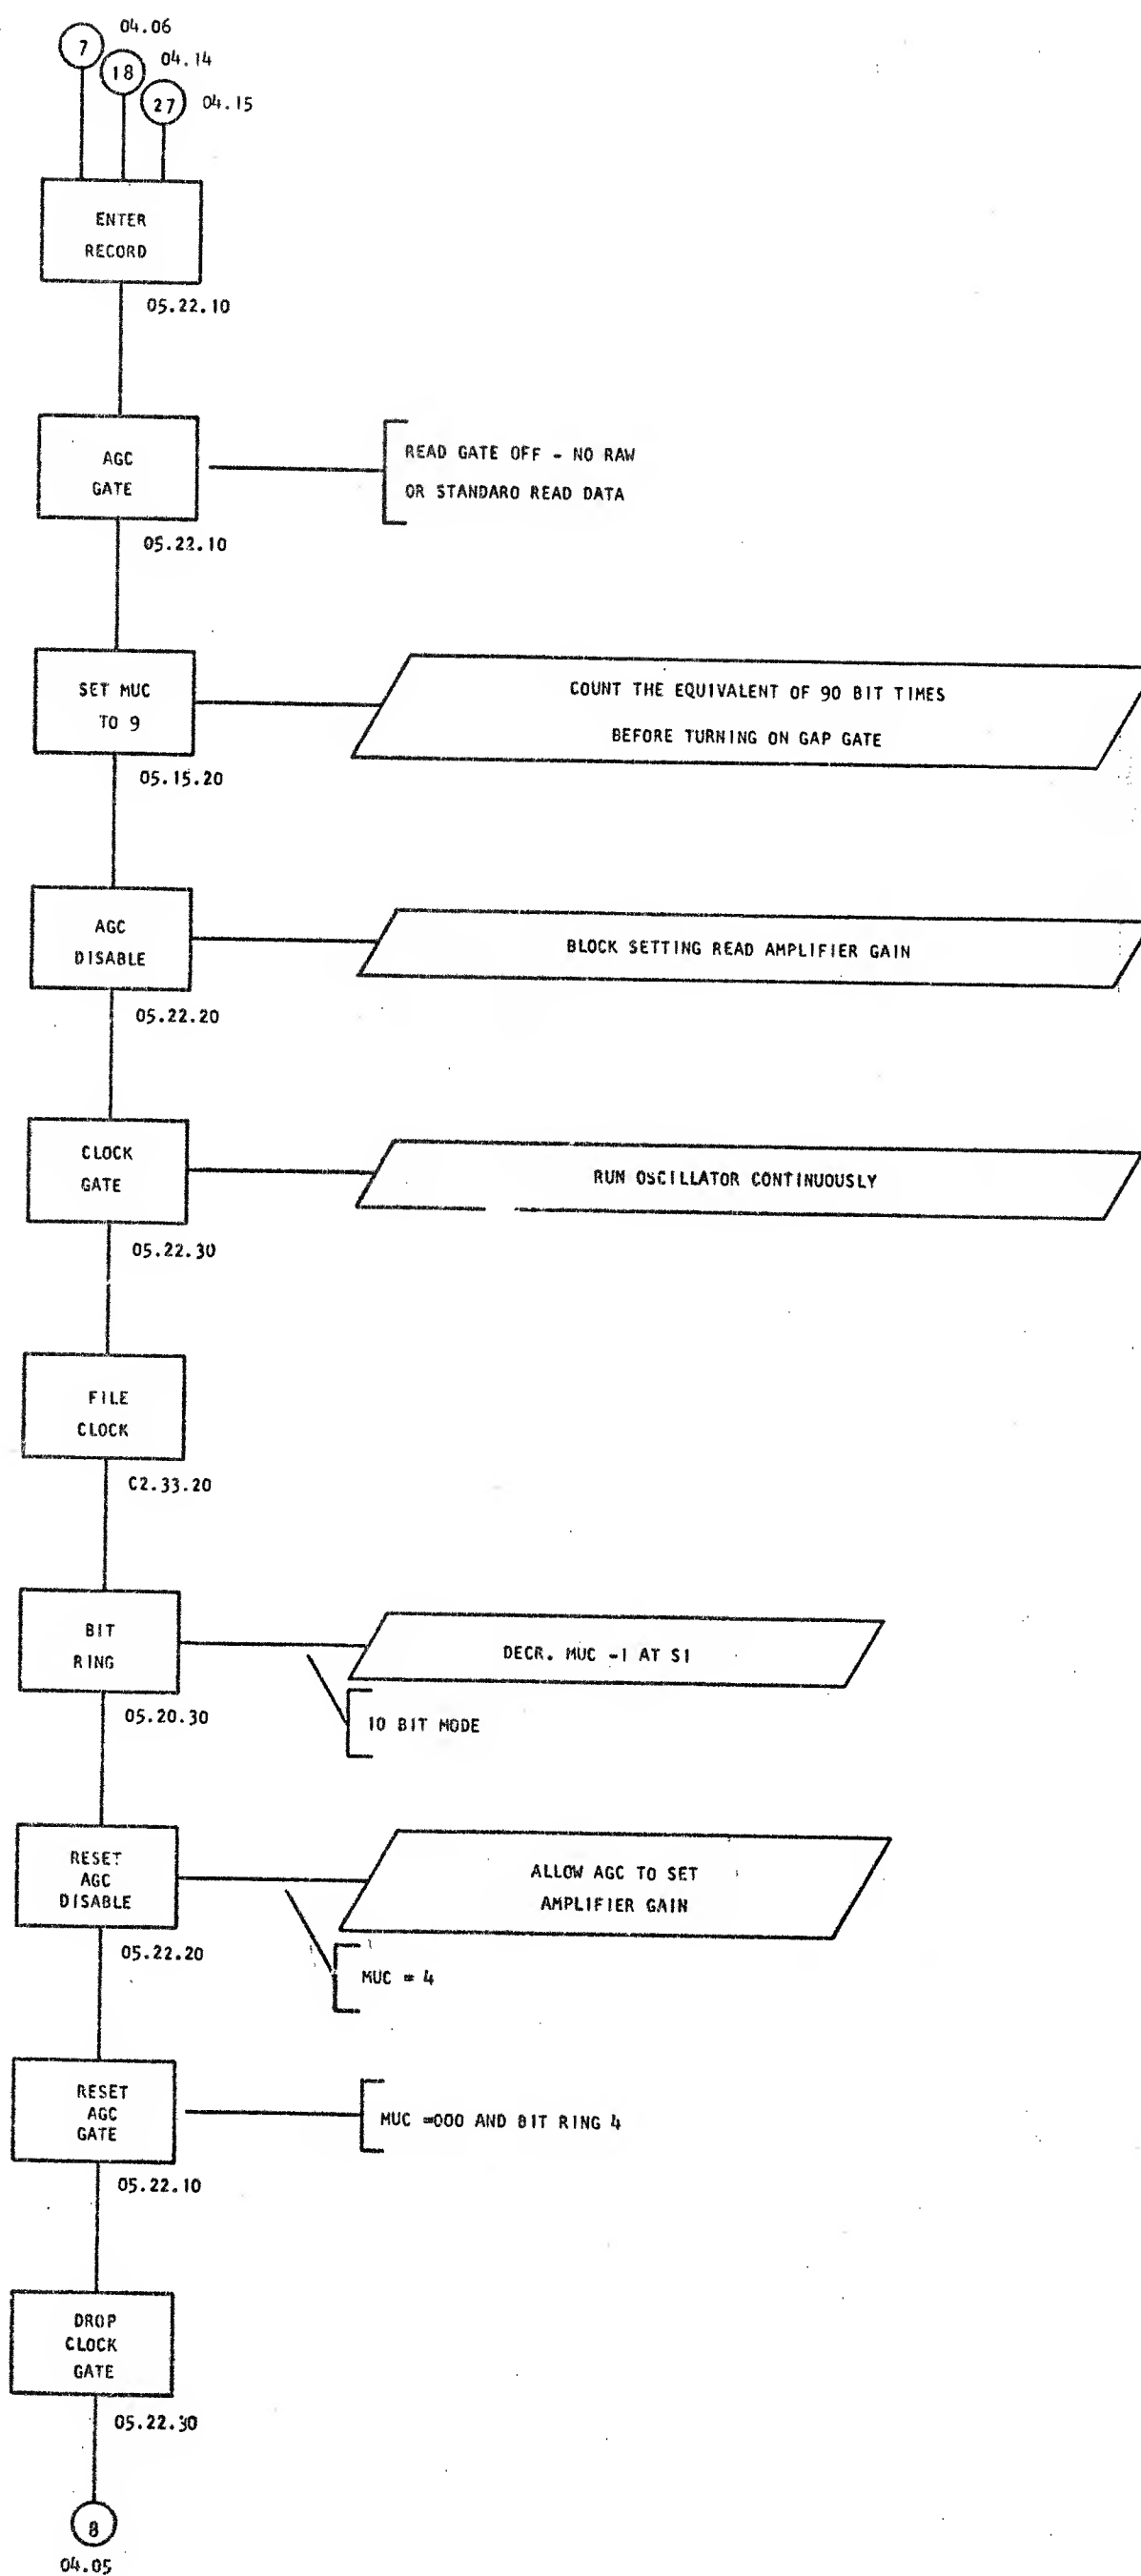 7 04.06
18 04.14
27 04.15
ENTER
RECORD
05.22.10
AGC
GATE
READ GATE OFF - NO RAW
OR STANDARO READ DATA
05.22.10
SET MUC
TO 9
COUNT THE EQUIVALENT OF 90 BIT TIMES
BEFORE TURNING ON GAP GATE
05.15.20
AGC
DISABLE
BLOCK SETTING READ AMPLIFIER GAIN
05.22.20
CLOCK
GATE
RUN OSCILLATOR CONTINUOUSLY
05.22.30
FILE
CLOCK
C2.33.20
BIT
RING
DECR. MUC -1 AT S1
05.20.30
10 BIT MODE
RESET
AGC
DISABLE
ALLOW AGC TO SET
AMPLIFIER GAIN
05.22.20
MUC = 4
RESET
AGC
GATE
MUC =000 AND BIT RING 4
05.22.10
DROP
CLOCK
GATE
05.22.30
8
04.05